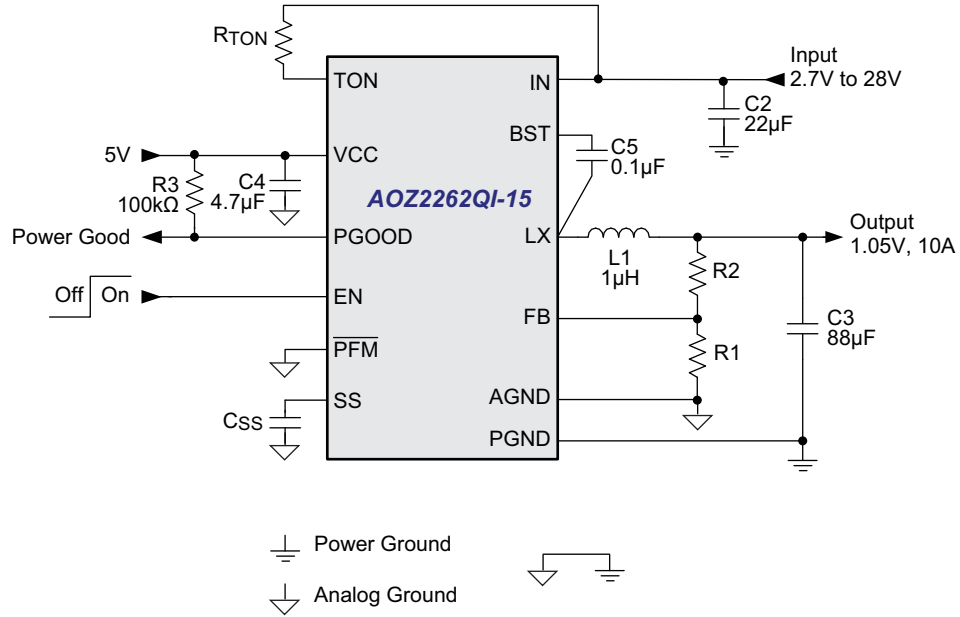 RTON
TON
IN
Input
2.7V to 28V
C2
22µF
BST
C5
0.1µF
5V
VCC
R3
100kΩ
C4
4.7µF
AOZ2262QI-15
Power Good
PGOOD
LX
L1
1µH
Output
1.05V, 10A
R2
Off On
EN
FB
C3
88µF
PFM
R1
SS
CSS
AGND
PGND
Power Ground
Analog Ground